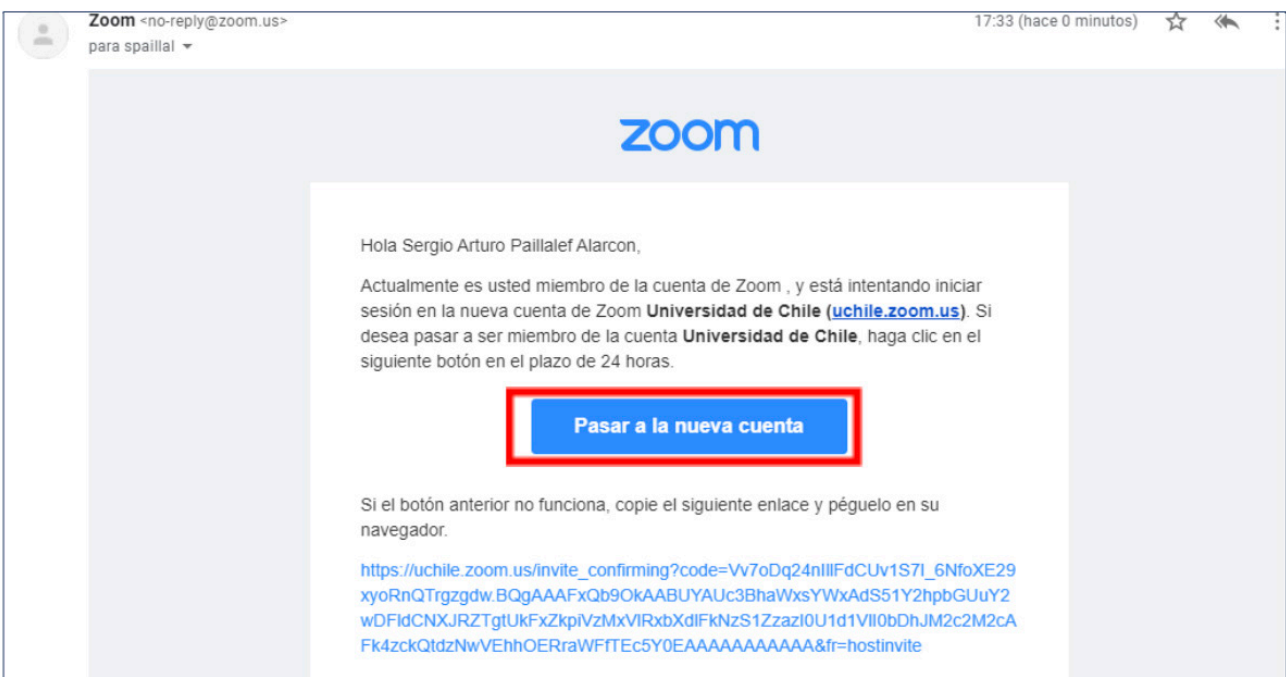 Zoom <no-reply@zoom.us>
17:33 (hace 0 minutos)
para spaillal
zoom
Hola Sergio Arturo Paillalef Alarcon,
Actualmente es usted miembro de la cuenta de Zoom , y está intentando iniciar
sesión en la nueva cuenta de Zoom Universidad de Chile (uchile.zoom.us). Si
desea pasar a ser miembro de la cuenta Universidad de Chile, haga clic en el
siguiente botón en el plazo de 24 horas.
Pasar a la nueva cuenta
Si el botón anterior no funciona, copie el siguiente enlace y péguelo en su
navegador.
https://uchile.zoom.us/invite_confirming?code=Vv7oDq24nIllFdCUv1S7l_6NfoXE29
xyoRnQTrgzgdw.BQgAAAFxQb9OkAABUYAUc3BhaWxsYWxAdS51Y2hpbGUuY2
wDFldCNXJRZTgtUkFxZkpiVzMxVlRxbXdlFkNzS1ZzazI0U1d1Vll0bDhJM2c2M2cA
Fk4zckQtdzNwVEhhOERraWFfTEc5Y0EAAAAAAAAAAA&fr=hostinvite